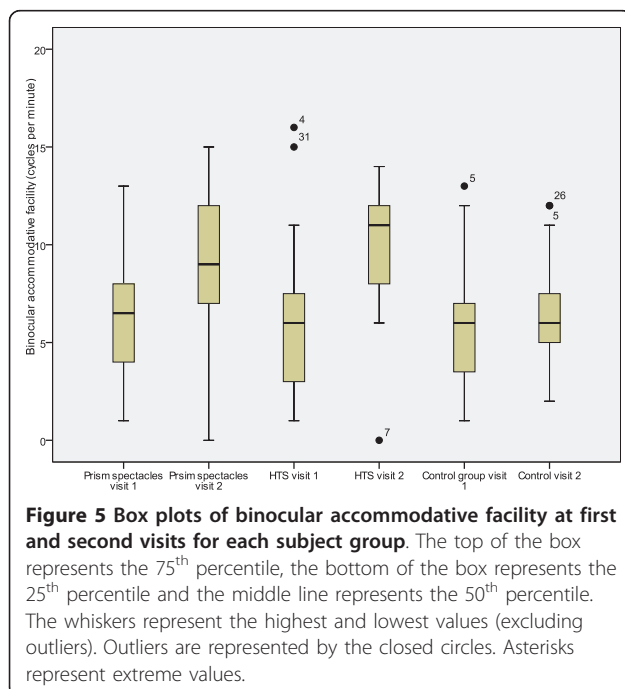 Binocular accommodative facility (cycles per minute)
20
15
10
5
0
4
31
7
5
26
5
Prism spectacles
visit 1
Prsim spectacles
visit 2
HTS visit 1
HTS visit 2
Control group visit
1
Control visit 2
Figure 5 Box plots of binocular accommodative facility at first
and second visits for each subject group. The top of the box
represents the 75th percentile, the bottom of the box represents the
25th percentile and the middle line represents the 50th percentile.
The whiskers represent the highest and lowest values (excluding
outliers). Outliers are represented by the closed circles. Asterisks
represent extreme values.